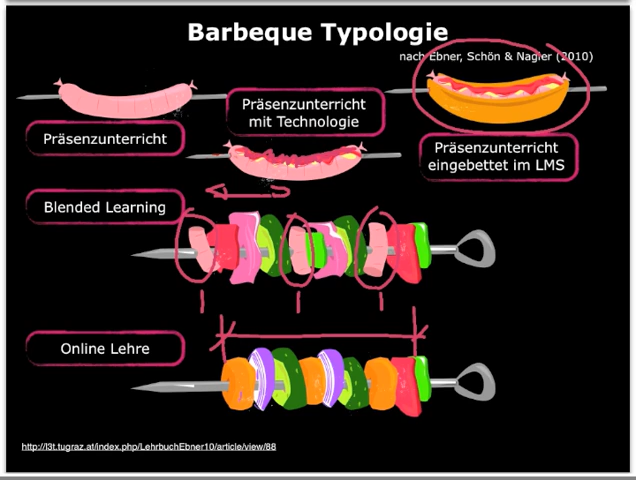 Barbeque Typologie
nach Ebner, Schön & Nagler (2010)
Präsenzunterricht
Präsenzunterricht
mit Technologie
Präsenzunterricht
eingebettet im LMS
Blended Learning
Online Lehre
http://l3t.tugraz.at/index.php/LehrbuchEbner10/article/view/88